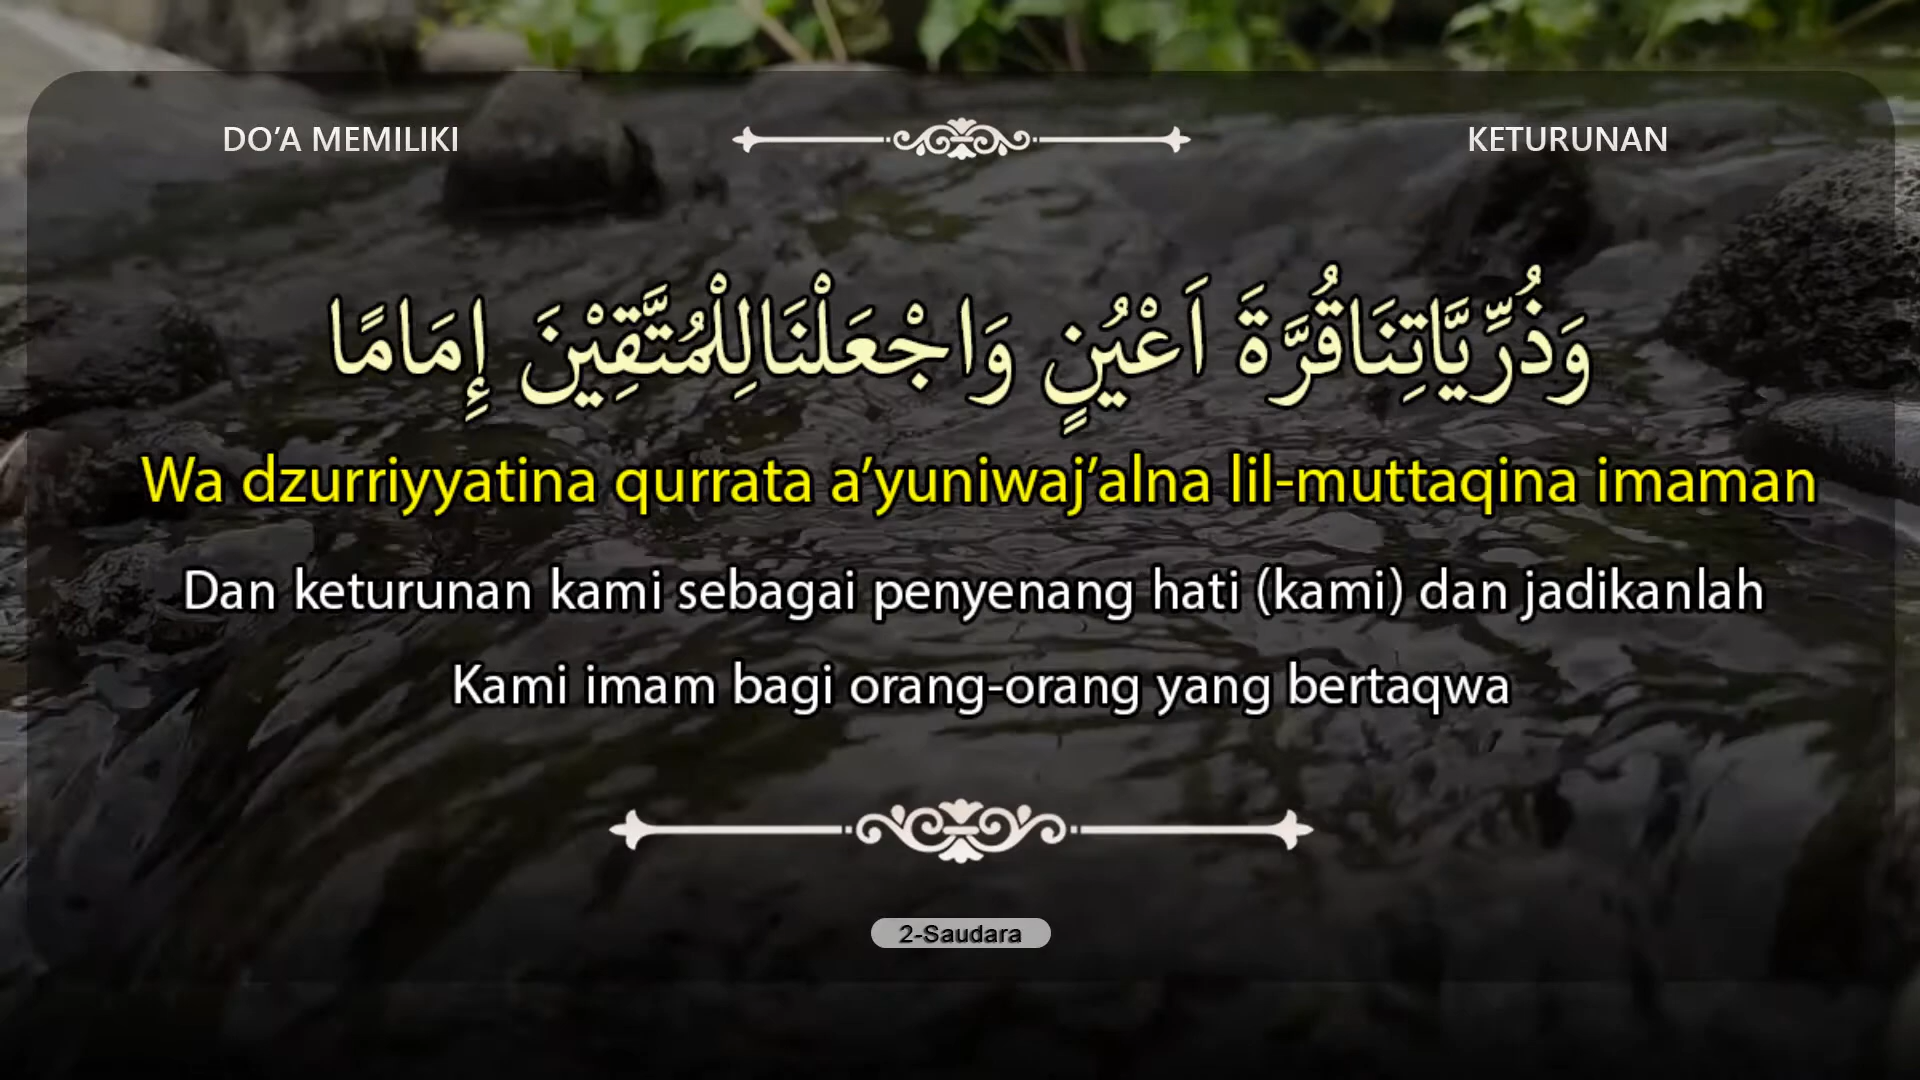 DO’A MEMILIKI KETURUNAN
وَذُرِّيَّاتِنَاقُرَّةَ اَعْيُنٍ وَاجْعَلْنَالِلْمُتَّقِيْنَ إِمَامًا
Wa dzurriyyatina qurrata a’yuniwaj’alna lil-muttaqina imaman
Dan keturunan kami sebagai penyenang hati (kami) dan jadikanlah
Kami imam bagi orang-orang yang bertaqwa
2-Saudara